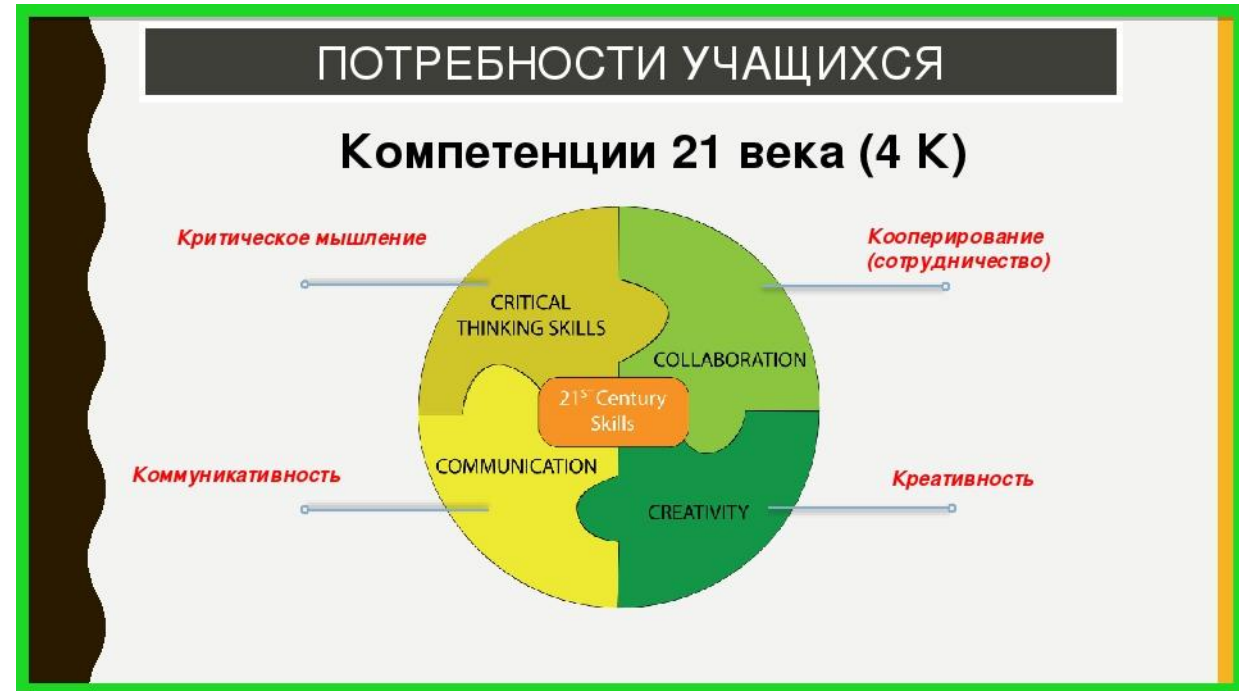 ПОТРЕБНОСТИ УЧАЩИХСЯ
Компетенции 21 века (4 К)
Критическое мышление
Кооперирование
(сотрудничество)
CRITICAL
THINKING SKILLS
COLLABORATION
21ST Century
Skills
COMMUNICATION
CREATIVITY
Коммуникативность
Креативность